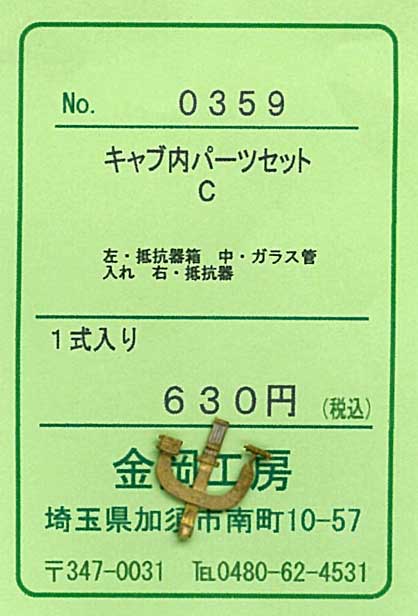 No. 0359
キャブ内パーツセット
C
左・抵抗器箱 中・ガラス管
入れ 右・抵抗器
1式入り
630円 (税込)
金岡工房
埼玉県加須市南町10-57
〒347-0031 ℡0480-62-4531